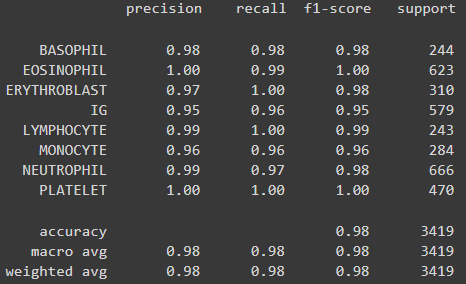 precision recall f1-score support
BASOPHIL 0.98 0.98 0.98 244
EOSINOPHIL 1.00 0.99 1.00 623
ERYTHROBLAST 0.97 1.00 0.98 310
IG 0.95 0.96 0.95 579
LYMPHOCYTE 0.99 1.00 0.99 243
MONOCYTE 0.96 0.96 0.96 284
NEUTROPHIL 0.99 0.97 0.98 666
PLATELET 1.00 1.00 1.00 470
accuracy 0.98 3419
macro avg 0.98 0.98 0.98 3419
weighted avg 0.98 0.98 0.98 3419